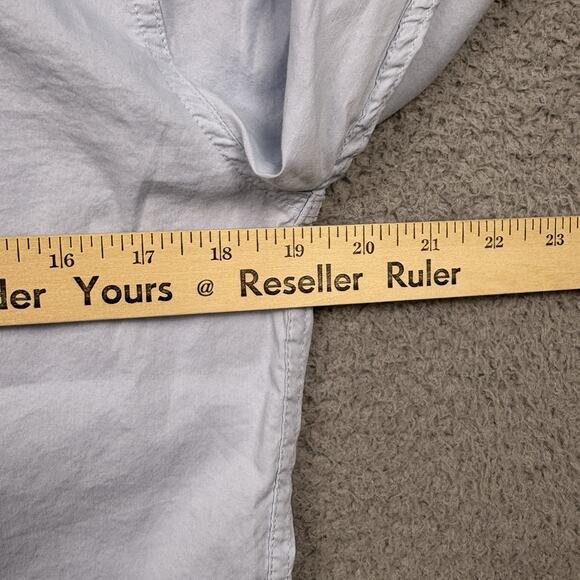 16 17 18 19 20 21 22 23
der Yours @ Reseller Ruler